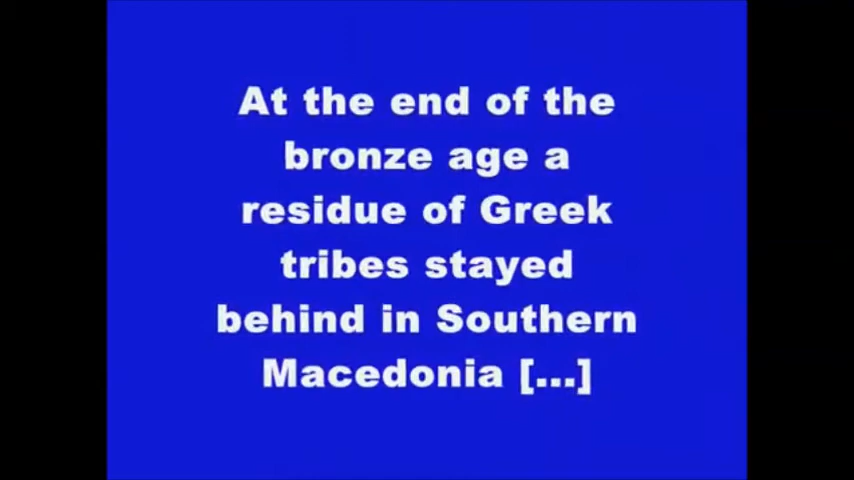 At the end of the
bronze age a
residue of Greek
tribes stayed
behind in Southern
Macedonia [...]